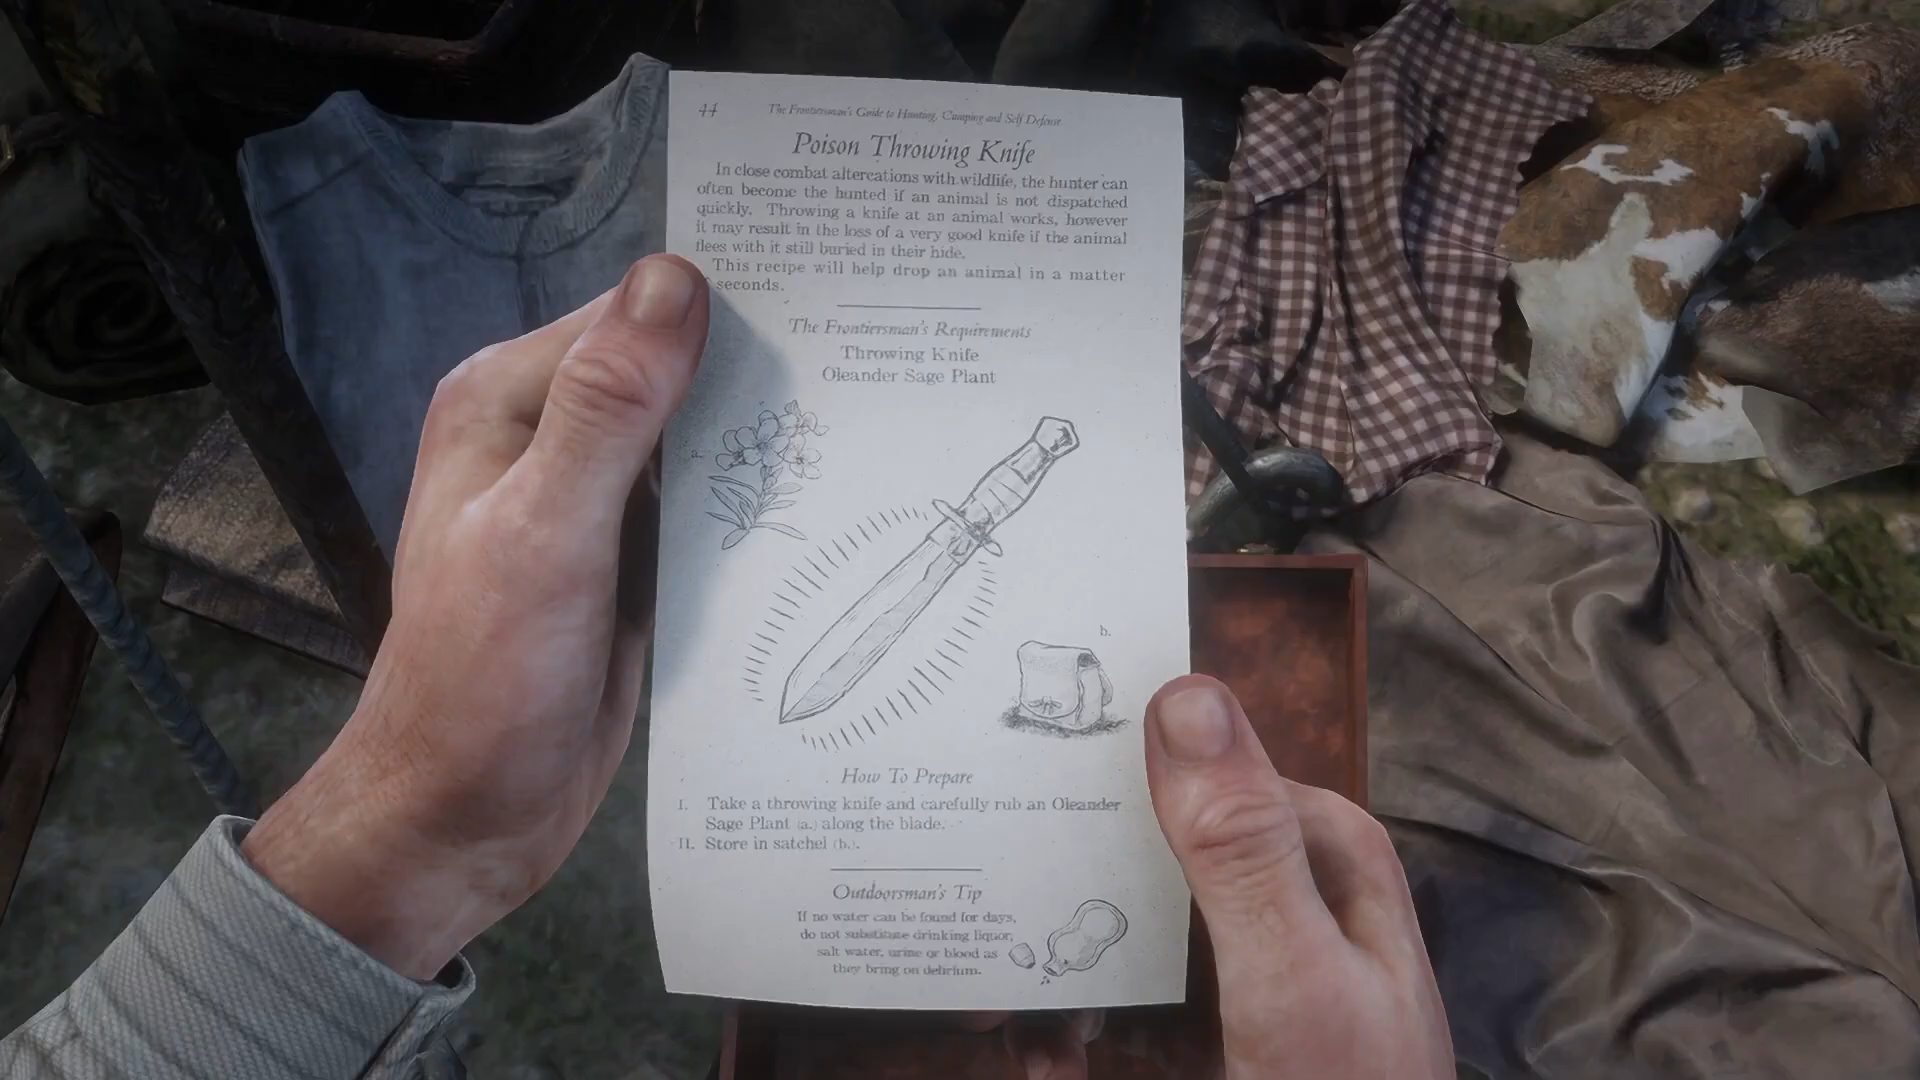 44
The Frontiersman's Guide to Hunting, Camping and Self Defense
Poison Throwing Knife
In close combat altercations with wildlife, the hunter can
often become the hunted if an animal is not dispatched
quickly. Throwing a knife at an animal works, however
it may result in the loss of a very good knife if the animal
flees with it still buried in their hide.
This recipe will help drop an animal in a matter
seconds.
The Frontiersman's Requirements
Throwing Knife
Oleander Sage Plant
a.
b.
How To Prepare
I. Take a throwing knife and carefully rub an Oleander
Sage Plant (a.) along the blade.
II. Store in satchel (b.).
Outdoorsman's Tip
If no water can be found for days,
do not substitute drinking liquor,
salt water, urine or blood as
they bring on delirium.